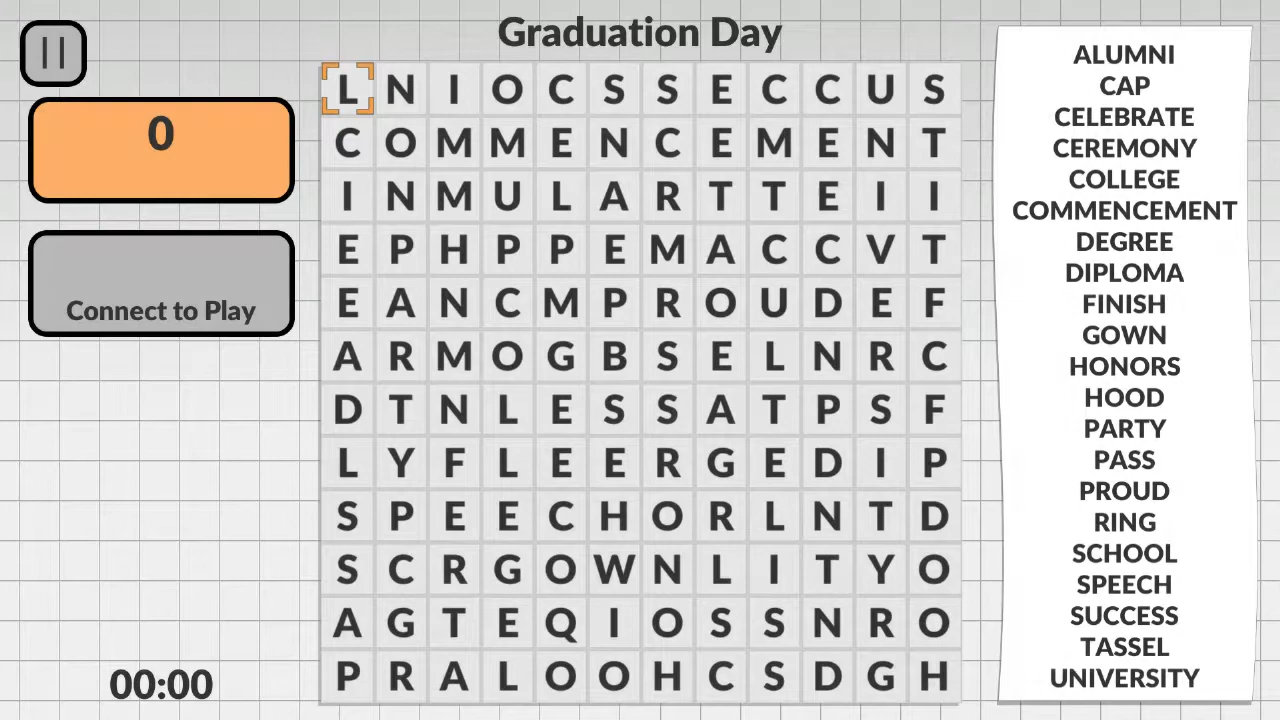 Graduation Day
0
Connect to Play
00:00
L N I O C S S E C C U S
C O M M E N C E M E N T
I N M U L A R T T E I I
E P H P P E M A C C V T
E A N C M P R O U D E F
A R M O G B S E L N R C
D T N L E S S A T P S F
L Y F L E E R G E D I P
S P E E C H O R L N T D
S C R G O W N L I T Y O
A G T E Q I O S S N R O
P R A L O O H C S D G H
ALUMNI
CAP
CELEBRATE
CEREMONY
COLLEGE
COMMENCEMENT
DEGREE
DIPLOMA
FINISH
GOWN
HONORS
HOOD
PARTY
PASS
PROUD
RING
SCHOOL
SPEECH
SUCCESS
TASSEL
UNIVERSITY